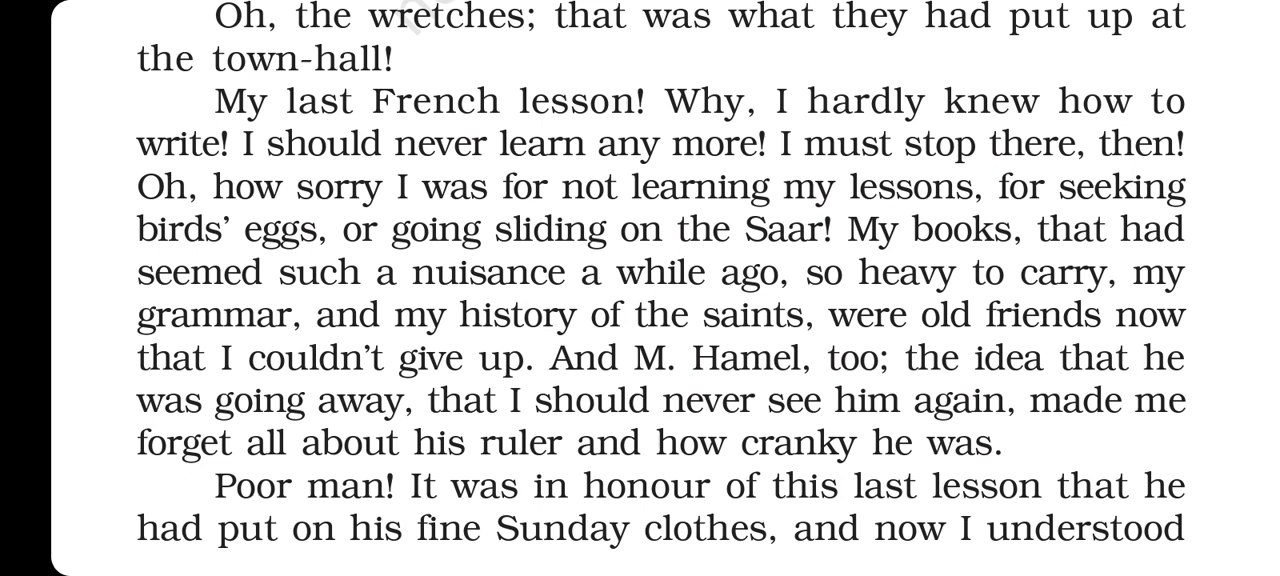 Oh, the wretches; that was what they had put up at
the town-hall!
My last French lesson! Why, I hardly knew how to
write! I should never learn any more! I must stop there, then!
Oh, how sorry I was for not learning my lessons, for seeking
birds’ eggs, or going sliding on the Saar! My books, that had
seemed such a nuisance a while ago, so heavy to carry, my
grammar, and my history of the saints, were old friends now
that I couldn’t give up. And M. Hamel, too; the idea that he
was going away, that I should never see him again, made me
forget all about his ruler and how cranky he was.
Poor man! It was in honour of this last lesson that he
had put on his fine Sunday clothes, and now I understood